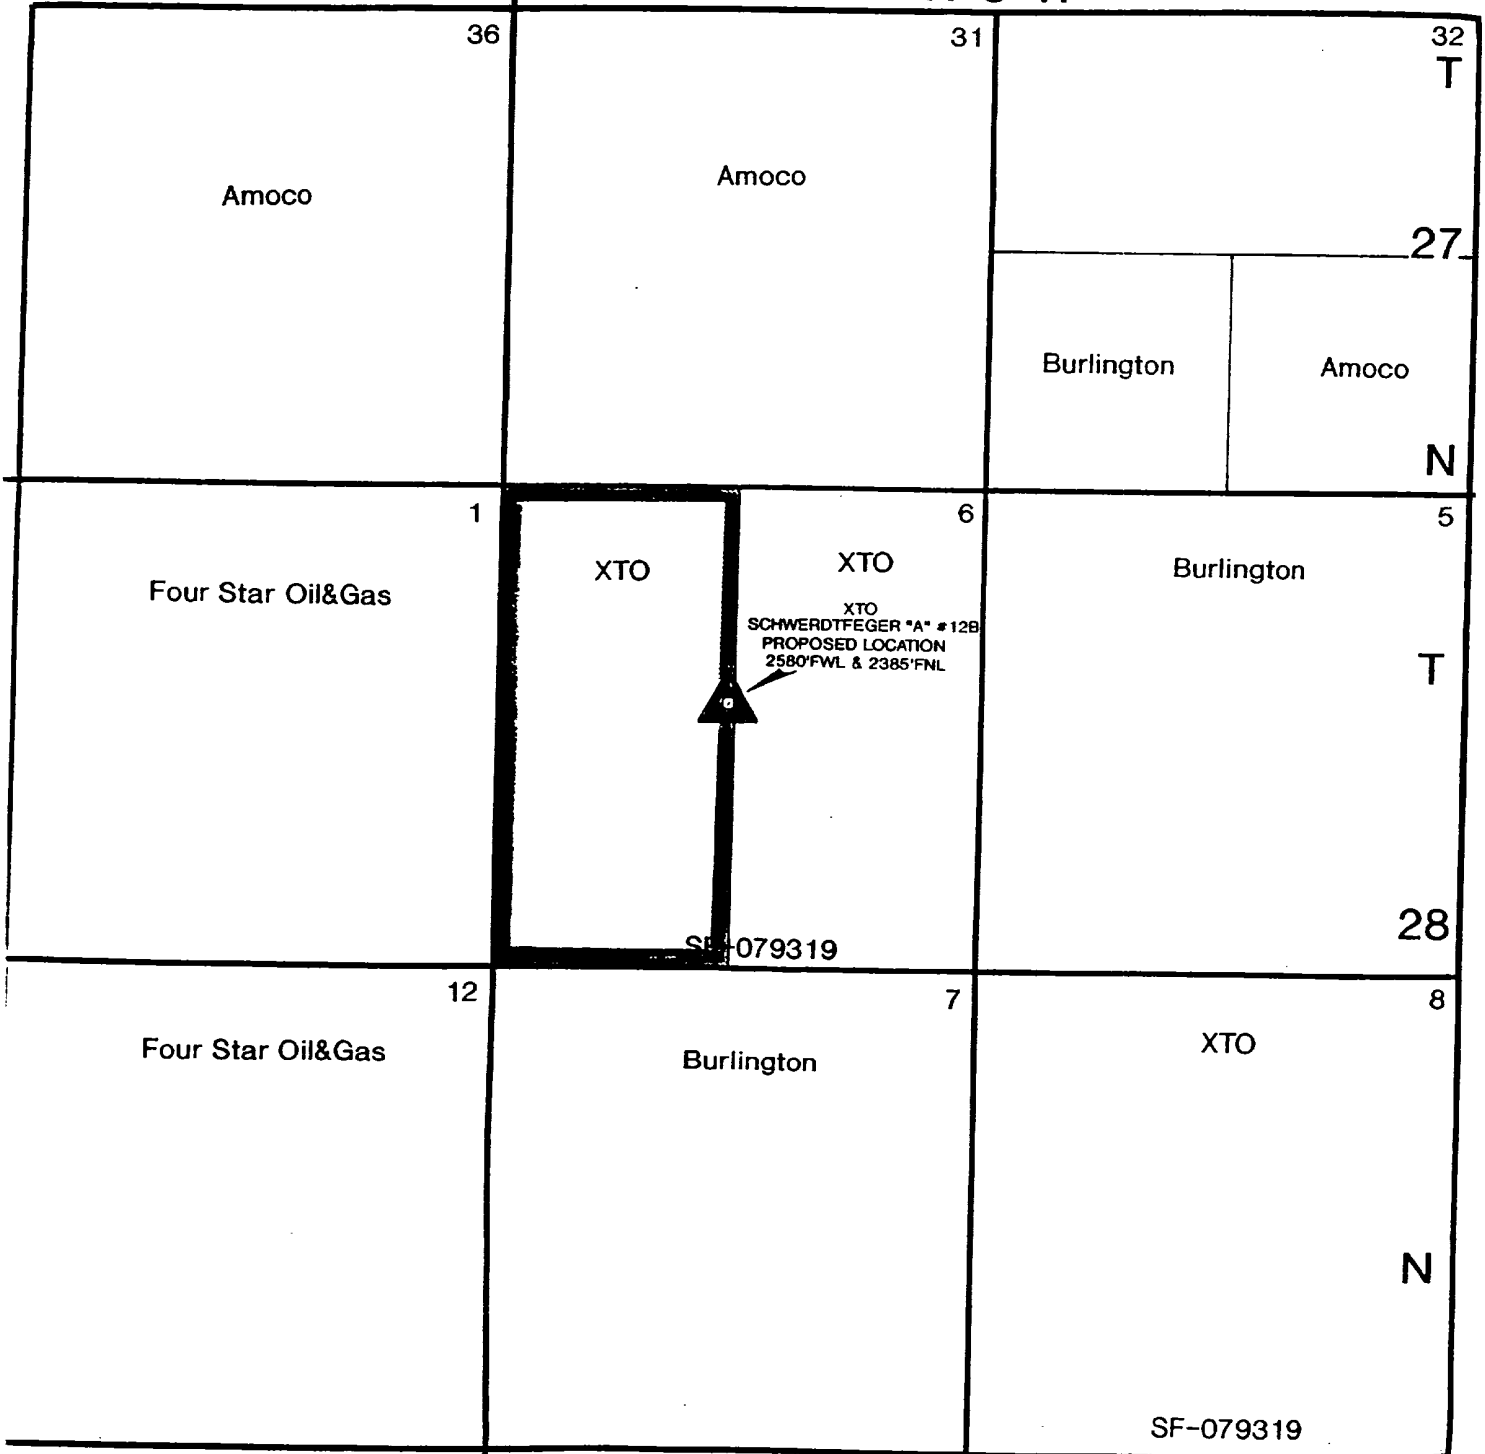 36
31
32
T
Amoco
Amoco
27
Burlington
Amoco
N
1
6
5
Four Star Oil&Gas
XTO
XTO
Burlington
XTO
SCHWERDTFEGER "A" #12B
PROPOSED LOCATION
2580'FWL & 2385'FNL
T
28
SF-079319
12
7
8
Four Star Oil&Gas
Burlington
XTO
N
SF-079319